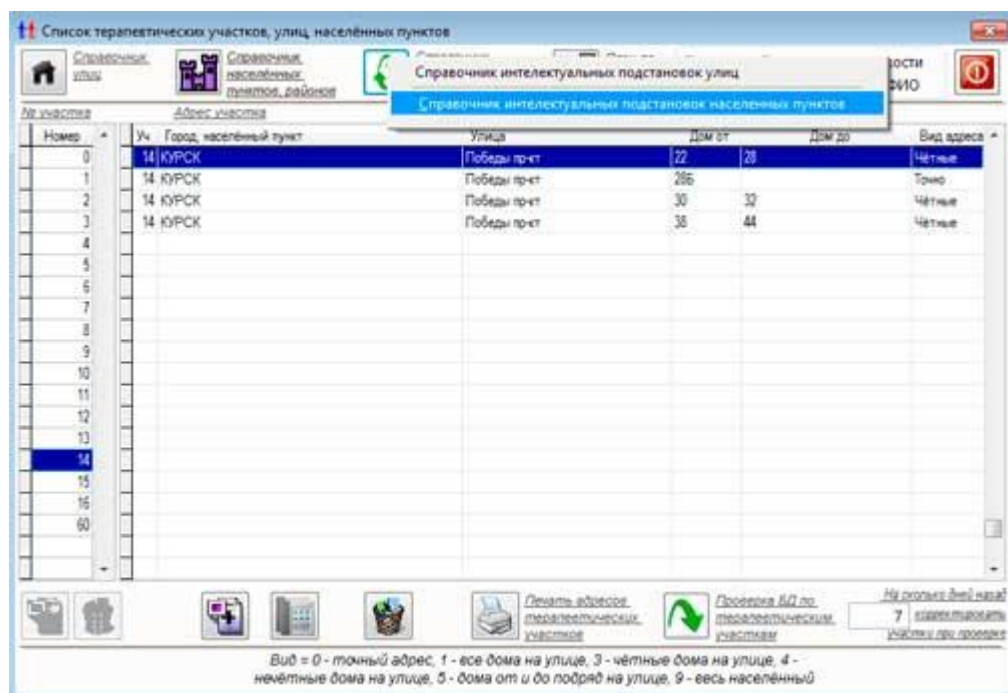 Список терапевтических участков, улиц, населённых пунктов
Справочник улиц
Справочник населённых пунктов, районов
Справочник интелектуальных подстановок улиц
Справочник интелектуальных подстановок населенных пунктов
ФИО
№ участка Адрес участка
Номер Уч Город, населённый пункт Улица Дом от Дом до Вид адреса
0 14 КУРСК Победы пр-кт 22 28 Чётные
1 14 КУРСК Победы пр-кт 28Б Точно
2 14 КУРСК Победы пр-кт 30 32 Чётные
3 14 КУРСК Победы пр-кт 38 44 Чётные
4
5
6
7
8
9
10
11
12
13
14
15
16
60
Печать адресов терапевтических участков
Проверка БД по терапевтическим участкам
На сколько дней назад
7 корректировать
участки при проверке
Вид = 0 - точный адрес, 1 - все дома на улице, 3 - чётные дома на улице, 4 -
нечётные дома на улице, 5 - дома от и до подряд на улице, 9 - весь населённый